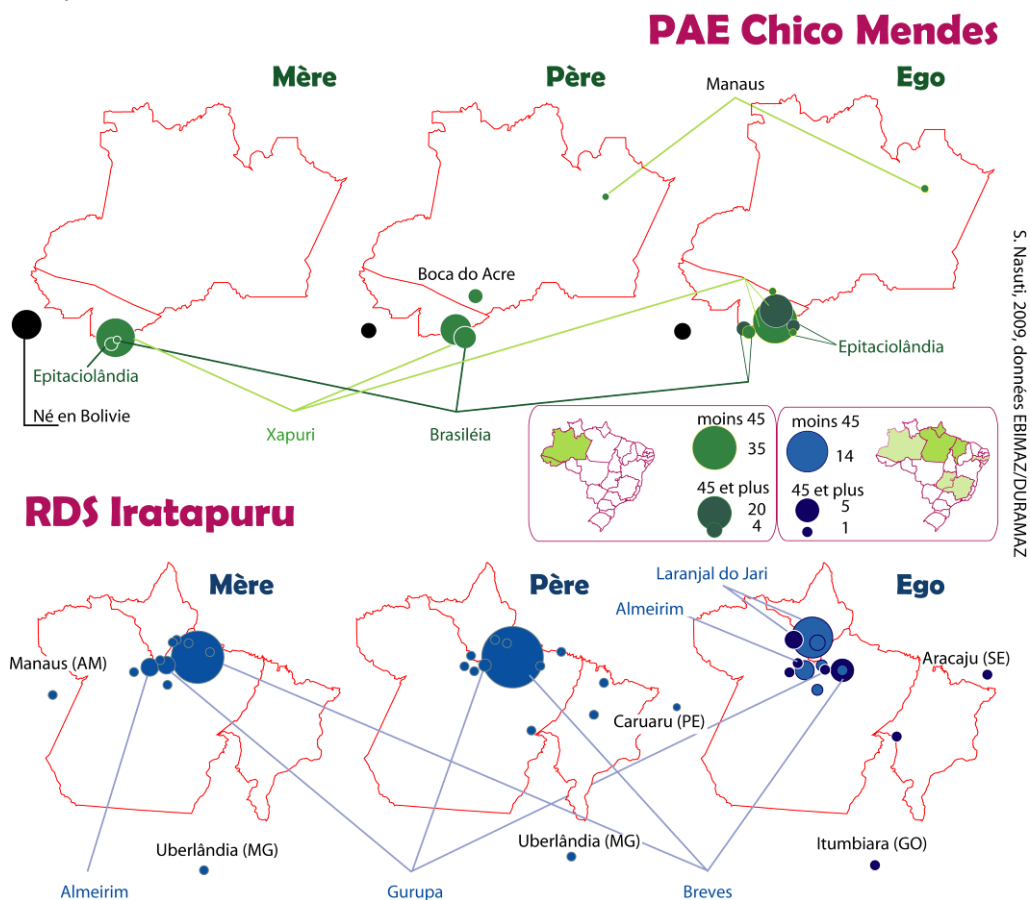 PAE Chico Mendes
Mère
Père
Ego
Manaus
Boca do Acre
Epitaciolândia
Epitaciolândia
Né en Bolivie
Xapuri
Brasiléia
moins 45
35
45 et plus
20
4
moins 45
14
45 et plus
5
1
S. Nasuti, 2009, données EBIMAZ/DURAMAZ
RDS Iratapuru
Mère
Père
Ego
Laranjal do Jari
Almeirim
Manaus (AM)
Aracaju (SE)
Caruaru (PE)
Uberlândia (MG)
Uberlândia (MG)
Itumbiara (GO)
Almeirim
Gurupa
Breves